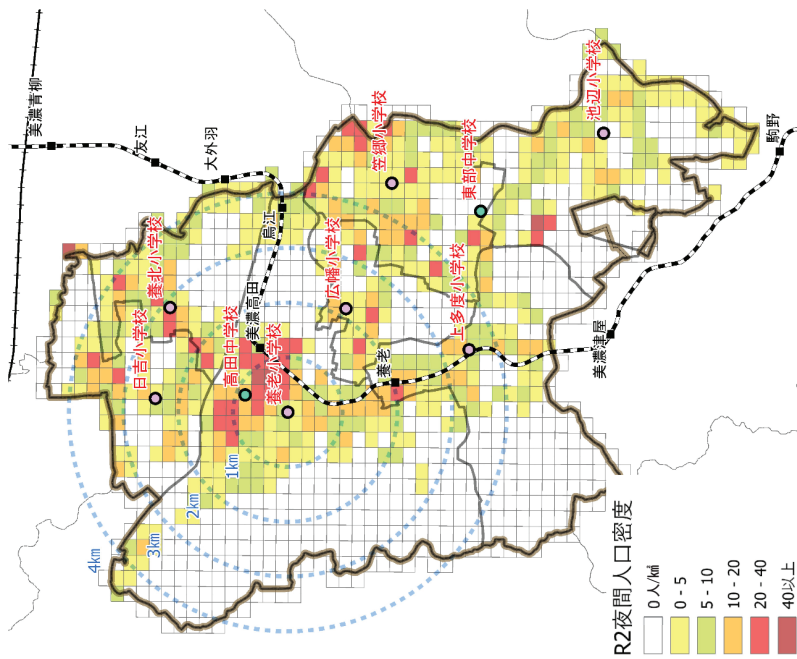 美濃青柳
友江
大外羽
烏江
美濃高田
養老
美濃津屋
駒野
日吉小学校
養北小学校
高田中学校
養老小学校
広幡小学校
笠郷小学校
東部中学校
上多度小学校
池辺小学校
1km
2km
3km
4km
R2夜間人口密度
0人/k㎡
0 - 5
5 - 10
10 - 20
20 - 40
40以上